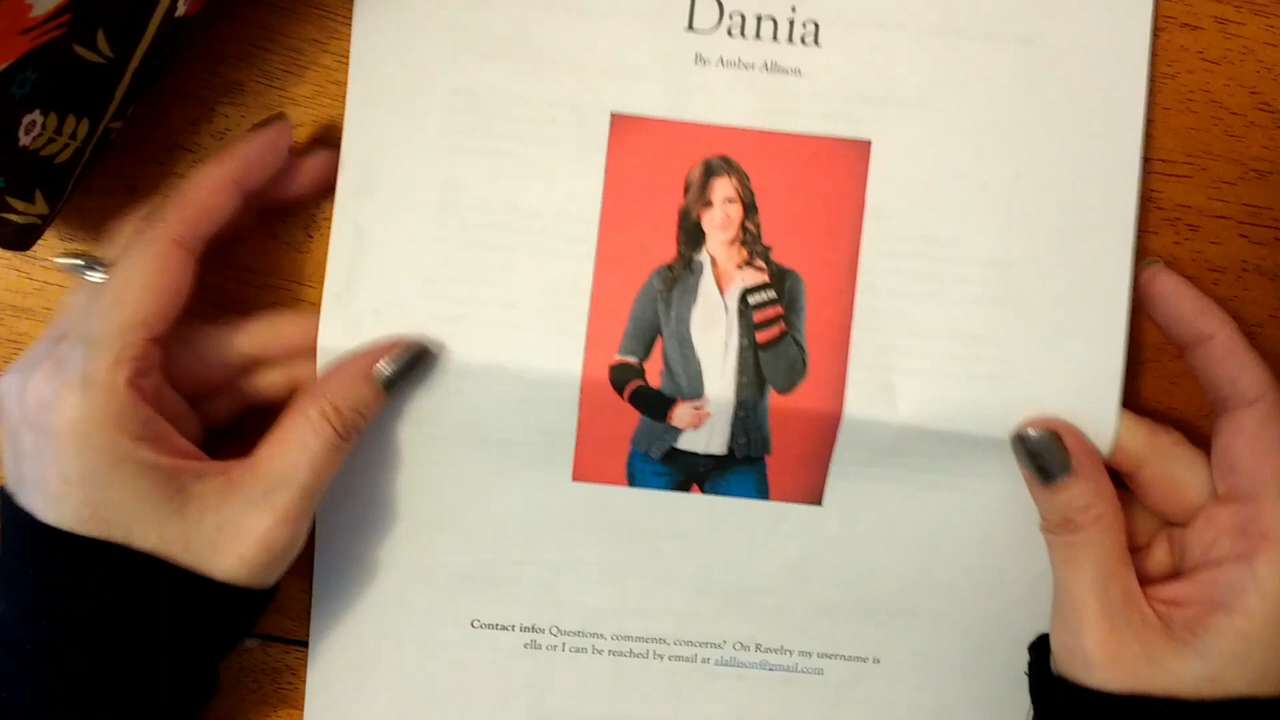 Dania
By: Amber Allison
Contact info: Questions, comments, concerns? On Ravelry my username is
ella or I can be reached by email at alallison@gmail.com